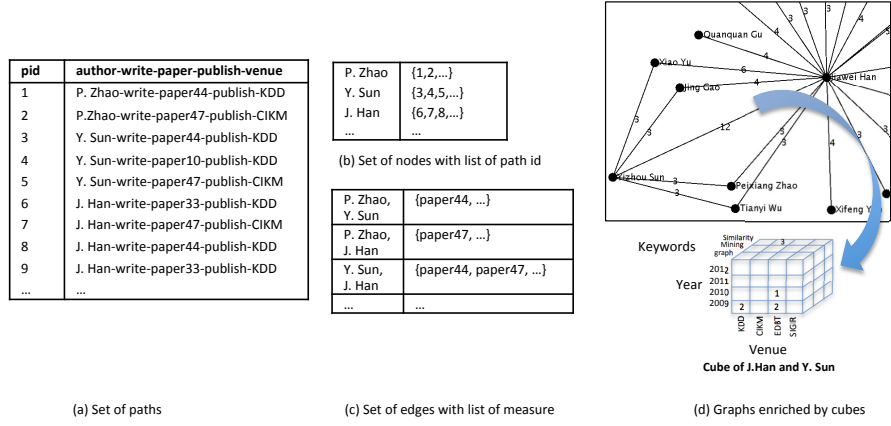 pid author-write-paper-publish-venue
1 P. Zhao-write-paper44-publish-KDD
2 P.Zhao-write-paper47-publish-CIKM
3 Y. Sun-write-paper44-publish-KDD
4 Y. Sun-write-paper10-publish-KDD
5 Y. Sun-write-paper47-publish-CIKM
6 J. Han-write-paper33-publish-KDD
7 J. Han-write-paper47-publish-CIKM
8 J. Han-write-paper44-publish-KDD
9 J. Han-write-paper33-publish-KDD
... ...
(a) Set of paths
P. Zhao {1,2,...}
Y. Sun {3,4,5,...}
J. Han {6,7,8,...}
... ...
(b) Set of nodes with list of path id
P. Zhao, {paper44, ...}
Y. Sun
P. Zhao, {paper47, ...}
J. Han
Y. Sun, {paper44, paper47, ...}
J. Han
... ...
(c) Set of edges with list of measure
3
3
4
4
3
5
Quanquan Gu
4
Xiao Yu
6
Jiawei Han
Jing Gao
4
3
3
12
4
3
Yizhou Sun
3
Peixiang Zhao
3
Tianyi Wu
Xifeng
Keywords
Similarity
Mining
graph
3
Year
2012
2011
2010
2009
1
2
2
KDD
CIKM
EDBT
SIGIR
Venue
Cube of J.Han and Y. Sun
(d) Graphs enriched by cubes